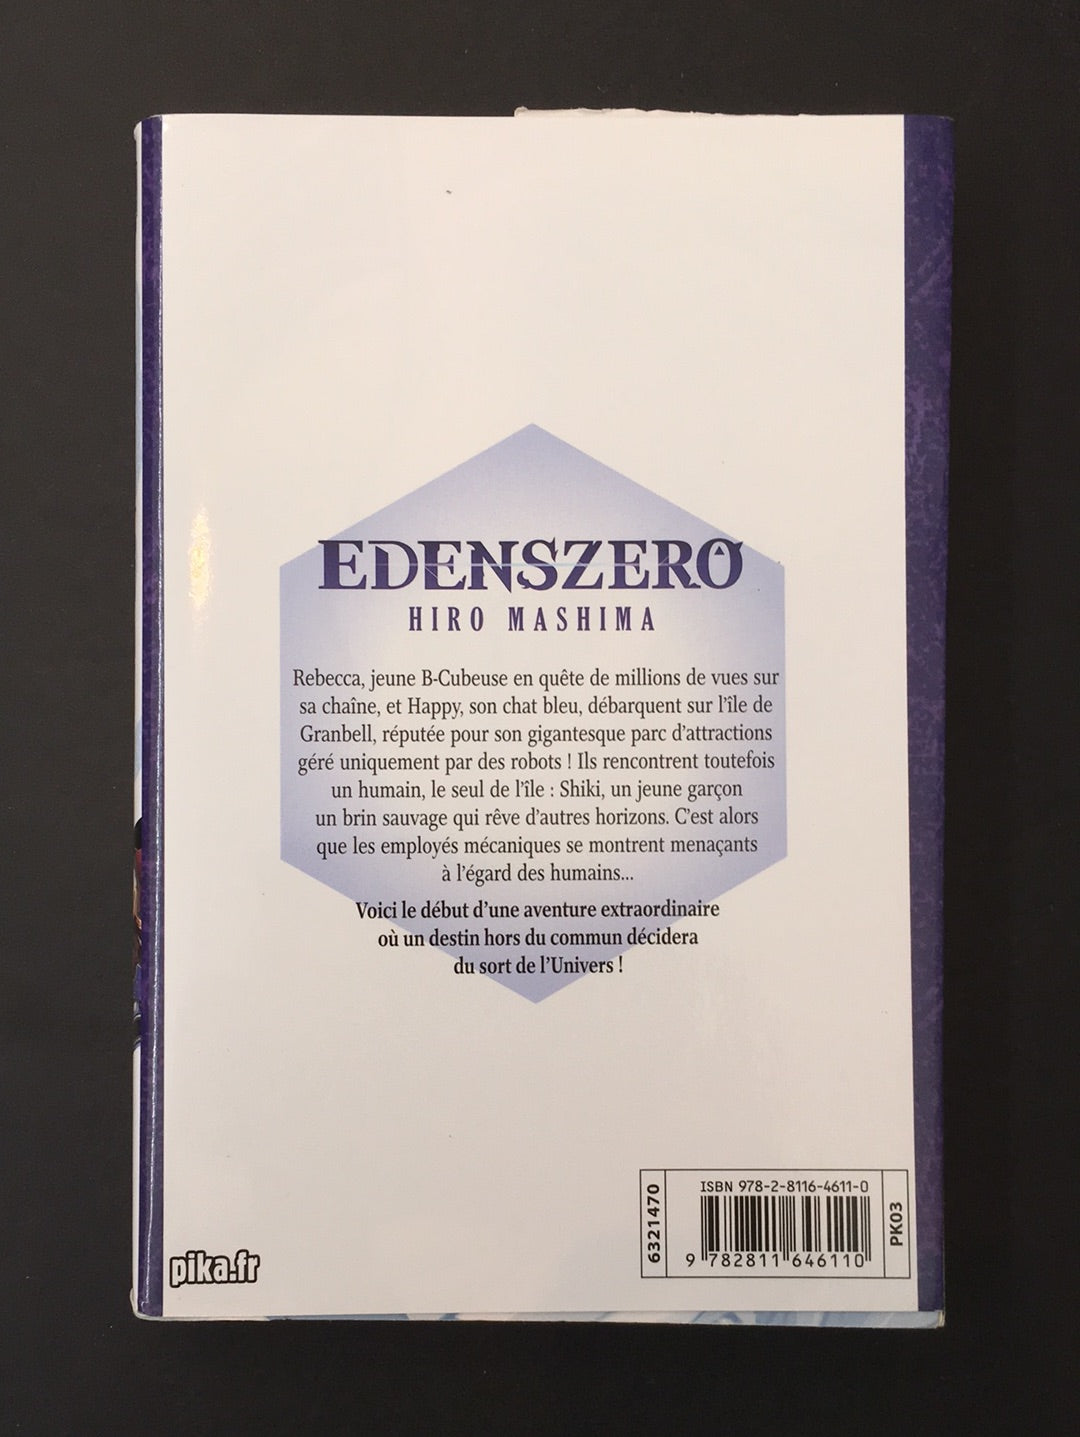 EDENSZERO
HIRO MASHIMA
Rebecca, jeune B-Cubeuse en quête de millions de vues sur
sa chaîne, et Happy, son chat bleu, débarquent sur l’île de
Granbell, réputée pour son gigantesque parc d’attractions
géré uniquement par des robots ! Ils rencontrent toutefois
un humain, le seul de l’île : Shiki, un jeune garçon
un brin sauvage qui rêve d’autres horizons. C’est alors
que les employés mécaniques se montrent menaçants
à l’égard des humains...
Voici le début d’une aventure extraordinaire
où un destin hors du commun décidera
du sort de l’Univers !
pika.fr
6321470
ISBN 978-2-8116-4611-0
9 782811 646110
PK03